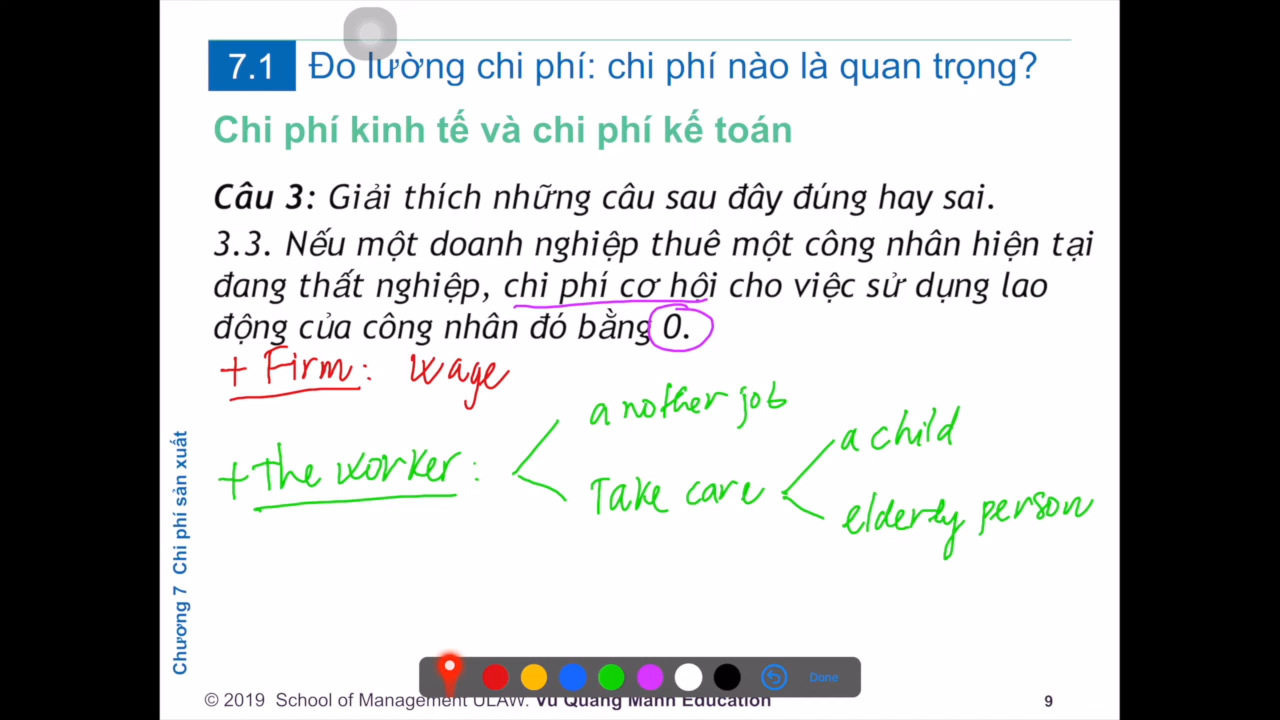 7.1 Đo lường chi phí: chi phí nào là quan trọng?
Chi phí kinh tế và chi phí kế toán
Câu 3: Giải thích những câu sau đây đúng hay sai.
3.3. Nếu một doanh nghiệp thuê một công nhân hiện tại
đang thất nghiệp, chi phí cơ hội cho việc sử dụng lao
động của công nhân đó bằng 0.
+ Firm: wage
+ The worker:
another job
Take care
a child
elderly person
Chương 7 Chi phí sản xuất
Done
© 2019 School of Management ULAW. Vũ Quang Mạnh Education
9